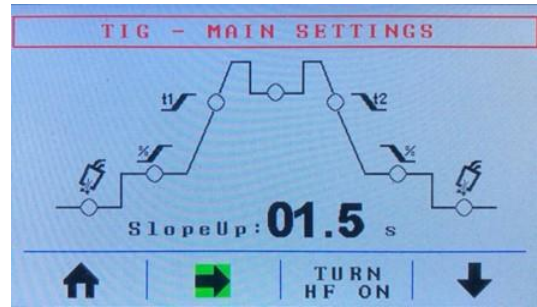 TIG - MAIN SETTINGS
t1
t2
%
%
SlopeUp: 01.5 s
TURN
HF ON